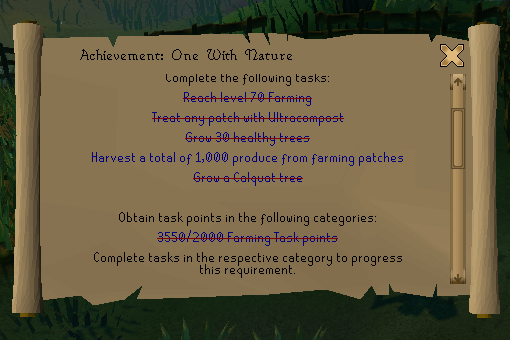 Achievement: One With Nature
Complete the following tasks:
Reach level 70 Farming
Treat any patch with Ultracompost
Grow 30 healthy trees
Harvest a total of 1,000 produce from farming patches
Grow a Calquat tree
Obtain task points in the following categories:
3550/2000 Farming Task points
Complete tasks in the respective category to progress
this requirement.